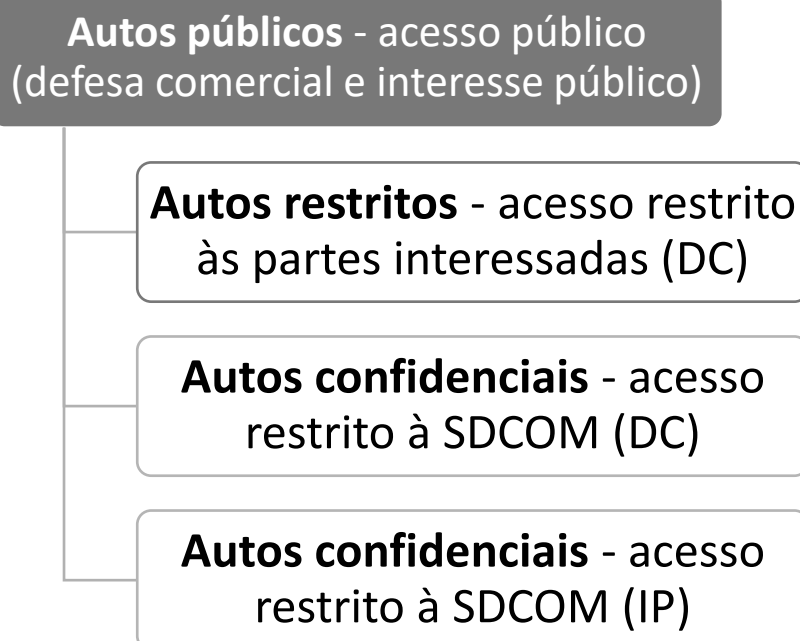 Autos públicos - acesso público
(defesa comercial e interesse público)
Autos restritos - acesso restrito
às partes interessadas (DC)
Autos confidenciais - acesso
restrito à SDCOM (DC)
Autos confidenciais - acesso
restrito à SDCOM (IP)